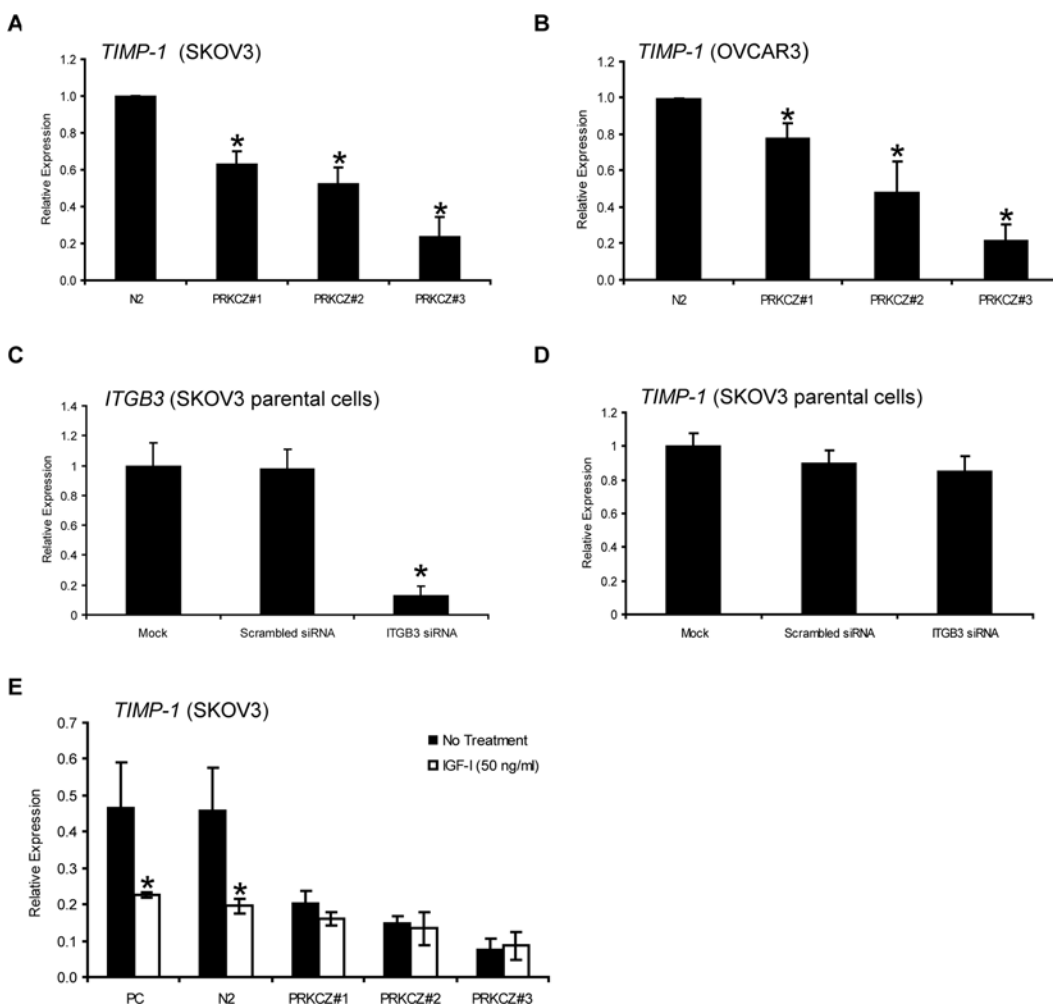 A
TIMP-1 (SKOV3)
Relative Expression
1.2
1.0
0.8
0.6
0.4
0.2
0.0
*
*
*
N2
PRKCZ#1
PRKCZ#2
PRKCZ#3
B
TIMP-1 (OVCAR3)
Relative Expression
1.2
1.0
0.8
0.6
0.4
0.2
0.0
*
*
*
N2
PRKCZ#1
PRKCZ#2
PRKCZ#3
C
ITGB3 (SKOV3 parental cells)
Relative Expression
1.4
1.2
1
0.8
0.6
0.4
0.2
0
*
Mock
Scrambled siRNA
ITGB3 siRNA
D
TIMP-1 (SKOV3 parental cells)
Relative Expression
1.2
1
0.8
0.6
0.4
0.2
0
Mock
Scrambled siRNA
ITGB3 siRNA
E
TIMP-1 (SKOV3)
No Treatment
IGF-I (50 ng/ml)
Relative Expression
0.7
0.6
0.5
0.4
0.3
0.2
0.1
0.0
*
*
PC
N2
PRKCZ#1
PRKCZ#2
PRKCZ#3